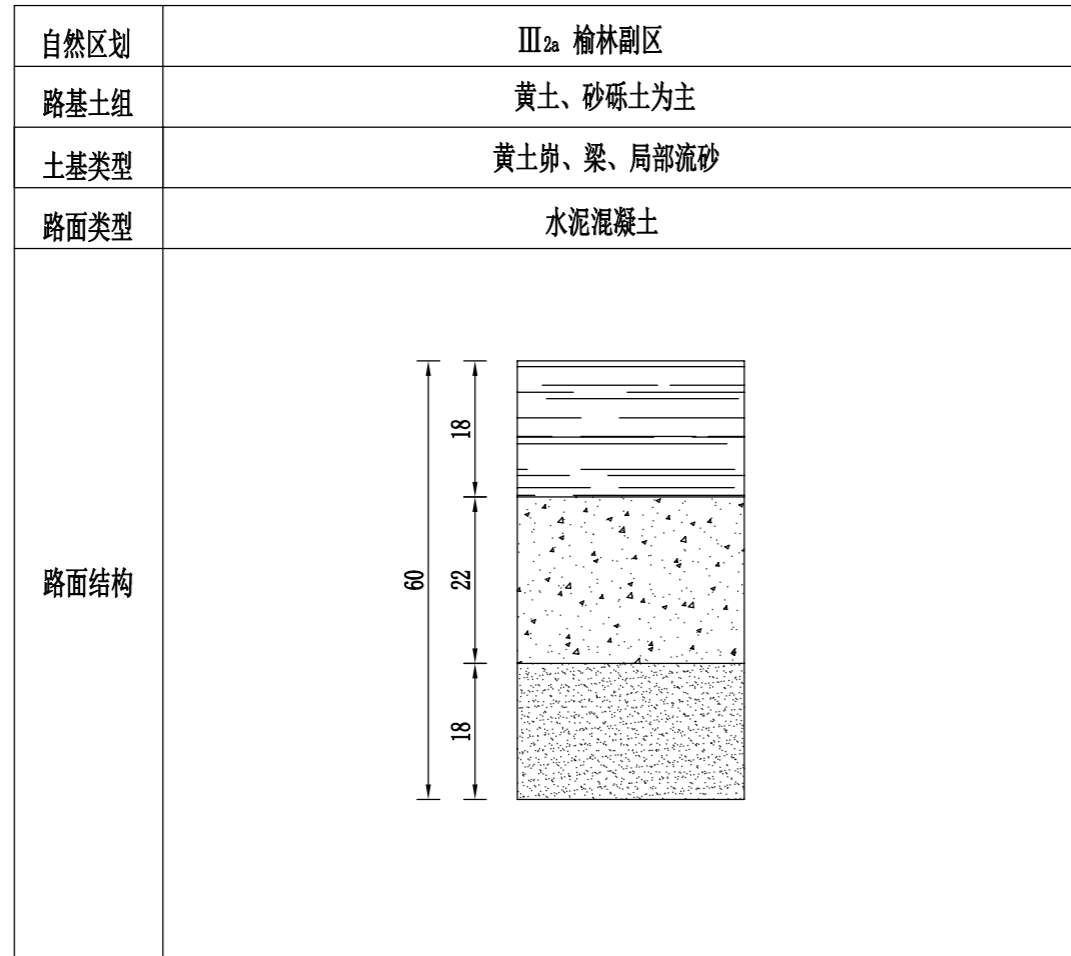 自然区划 Ⅲ2a 榆林副区
路基土组 黄土、砂砾土为主
土基类型 黄土峁、梁、局部流砂
路面类型 水泥混凝土
路面结构
60
18
22
18